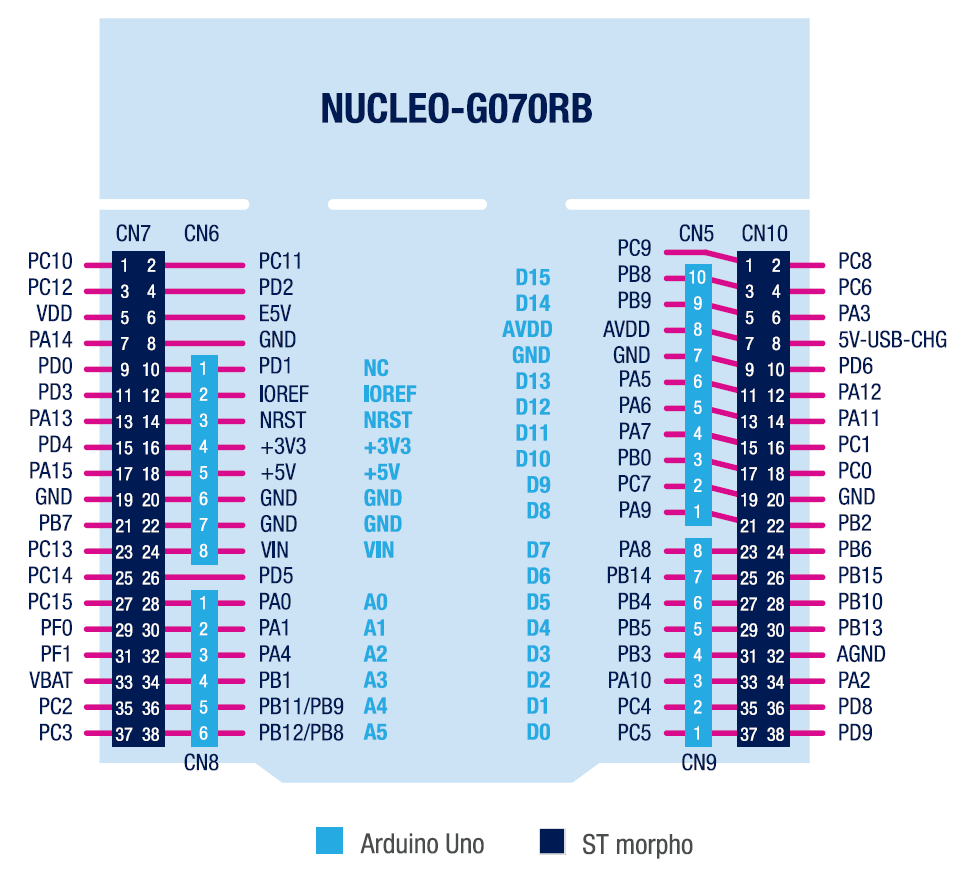 NUCLEO-G070RB
CN7 CN6 CN5 CN10
PC10 1 2 PC11 PC9 1 2 PC8
PC12 3 4 PD2 D15 PB8 10 3 4 PC6
VDD 5 6 E5V D14 PB9 9 5 6 PA3
PA14 7 8 GND AVDD AVDD 8 7 8 5V-USB-CHG
PD0 9 10 1 PD1 NC GND GND 7 9 10 PD6
PD3 11 12 2 IOREF IOREF D13 PA5 6 11 12 PA12
PA13 13 14 3 NRST NRST D12 PA6 5 13 14 PA11
PD4 15 16 4 +3V3 +3V3 D11 PA7 4 15 16 PC1
PA15 17 18 5 +5V +5V D10 PB0 3 17 18 PC0
GND 19 20 6 GND GND D9 PC7 2 19 20 GND
PB7 21 22 7 GND GND D8 PA9 1 21 22 PB2
PC13 23 24 8 VIN VIN D7 PA8 8 23 24 PB6
PC14 25 26 PD5 D6 PB14 7 25 26 PB15
PC15 27 28 1 PA0 A0 D5 PB4 6 27 28 PB10
PF0 29 30 2 PA1 A1 D4 PB5 5 29 30 PB13
PF1 31 32 3 PA4 A2 D3 PB3 4 31 32 AGND
VBAT 33 34 4 PB1 A3 D2 PA10 3 33 34 PA2
PC2 35 36 5 PB11/PB9 A4 D1 PC4 2 35 36 PD8
PC3 37 38 6 PB12/PB8 A5 D0 PC5 1 37 38 PD9
CN8 CN9
Arduino Uno ST morpho